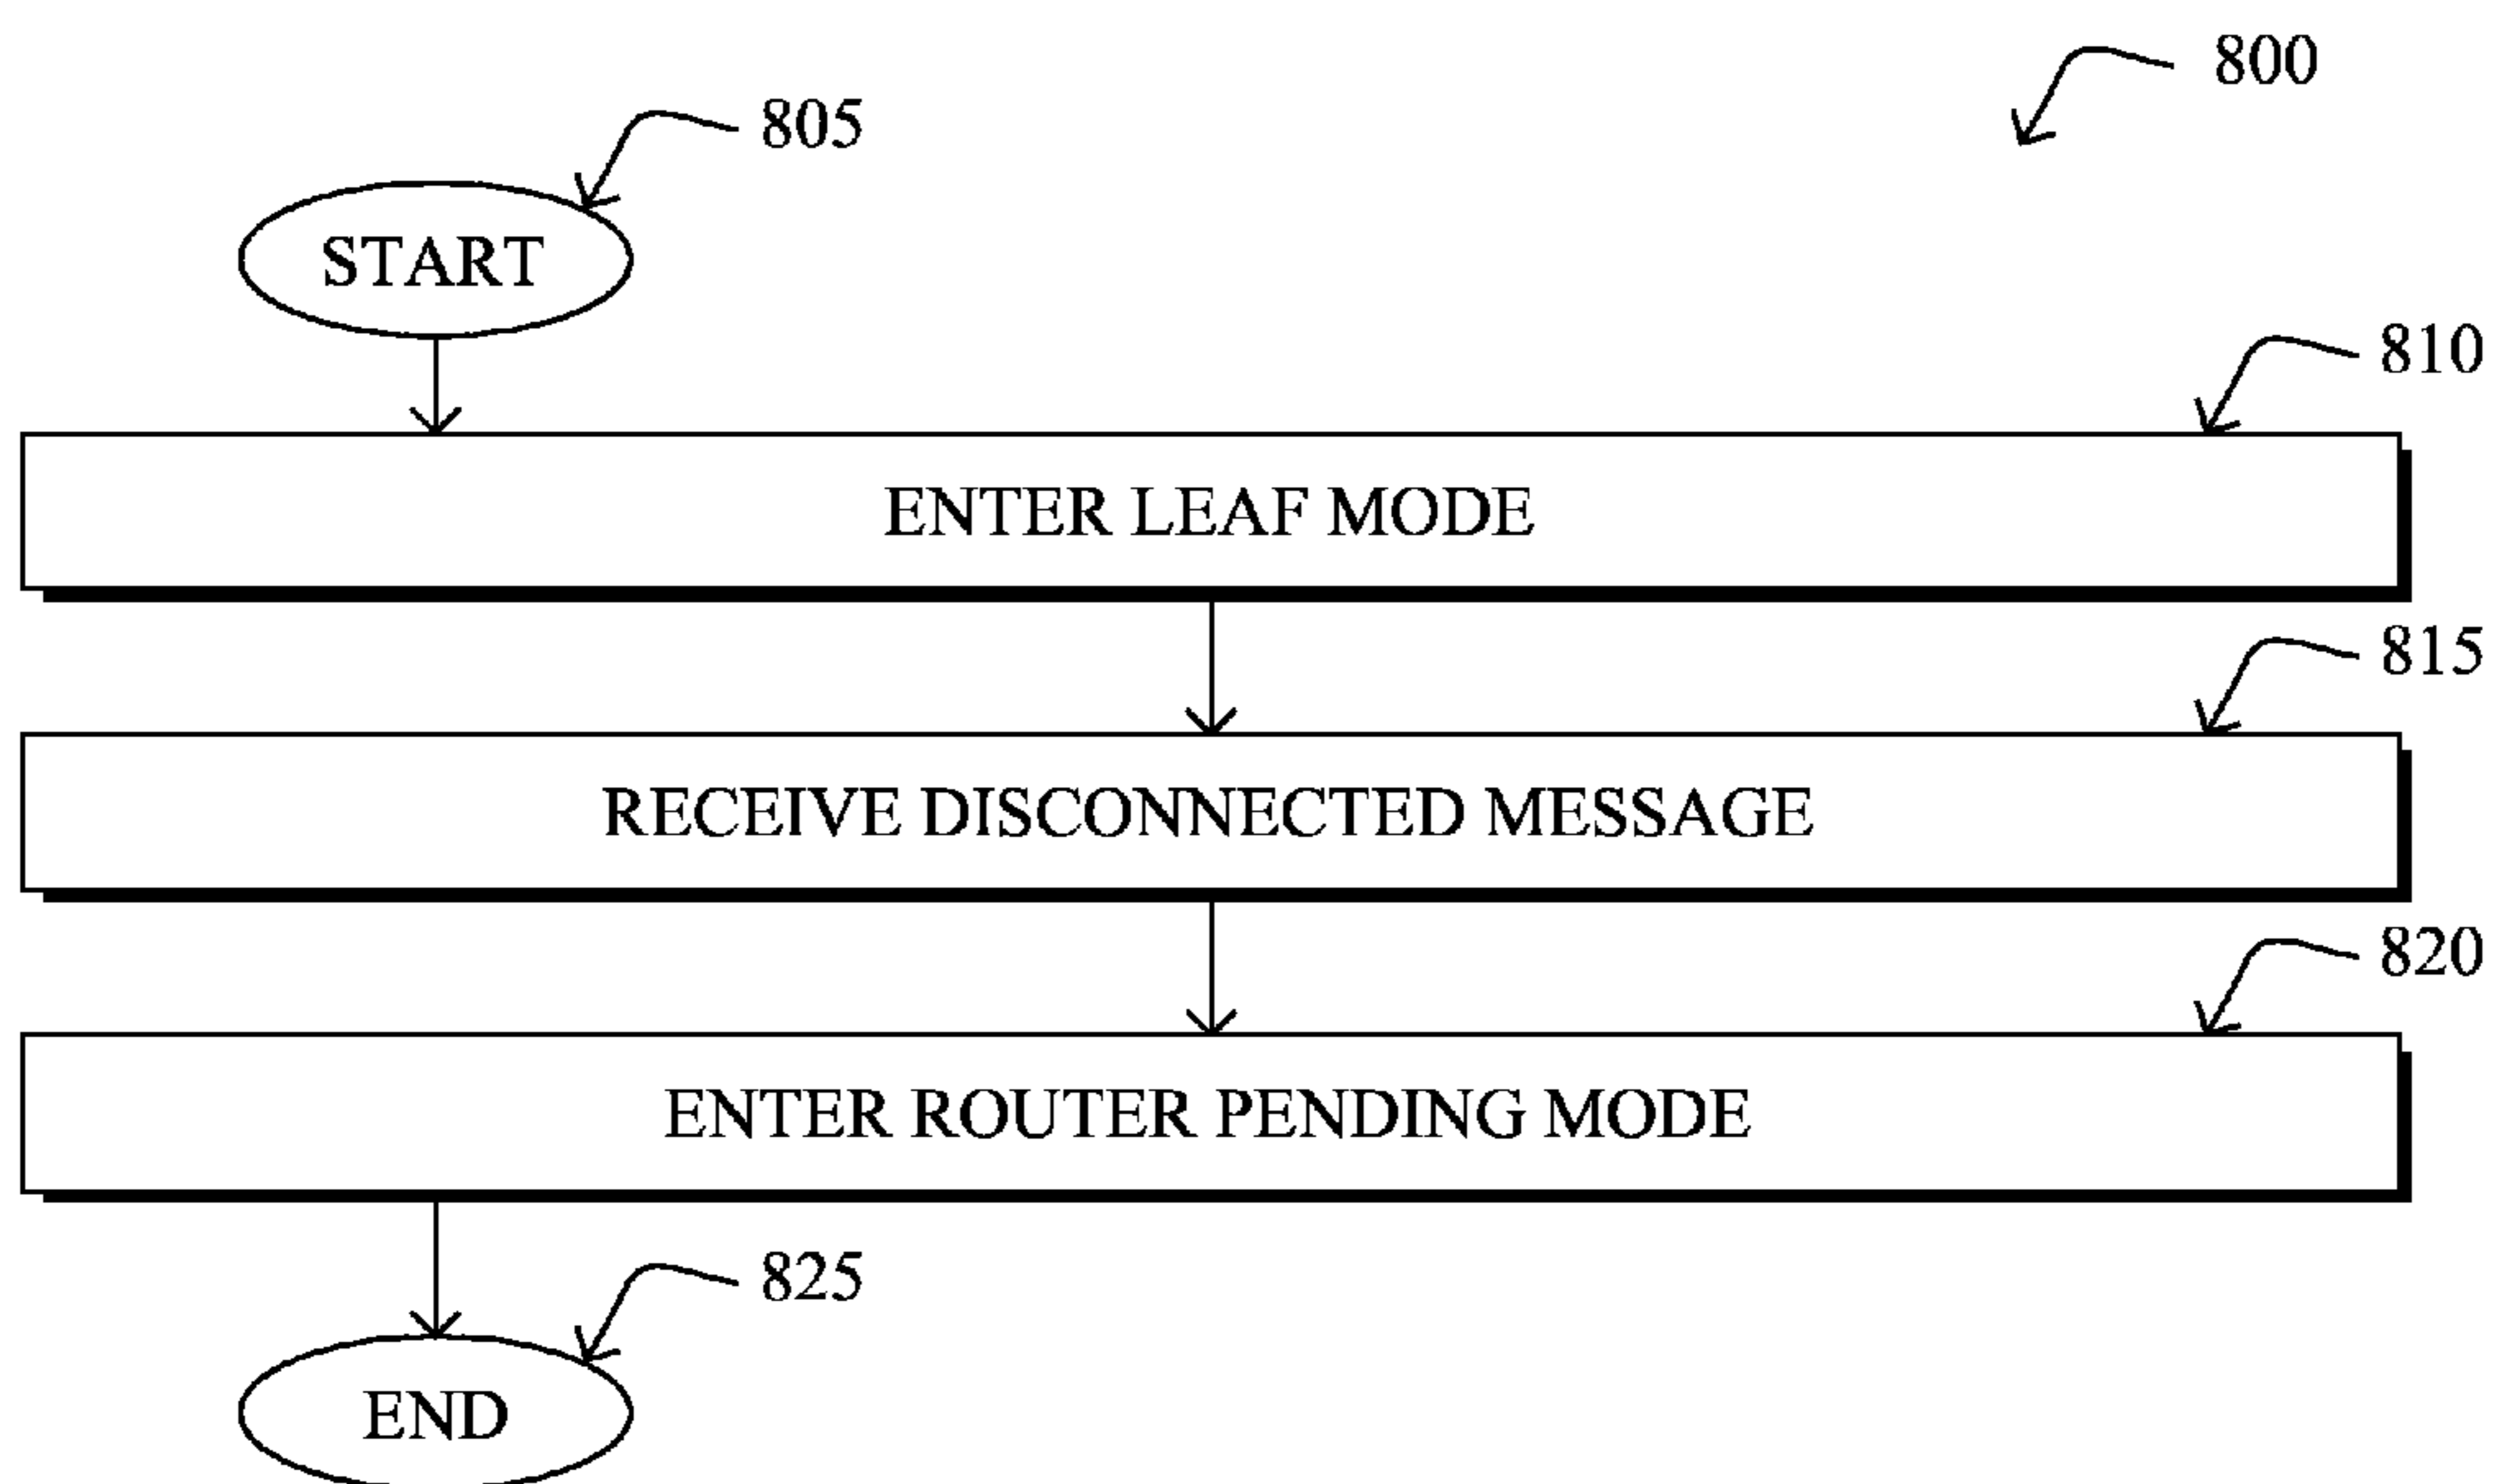 800
805
START
810
ENTER LEAF MODE
815
RECEIVE DISCONNECTED MESSAGE
820
ENTER ROUTER PENDING MODE
825
END